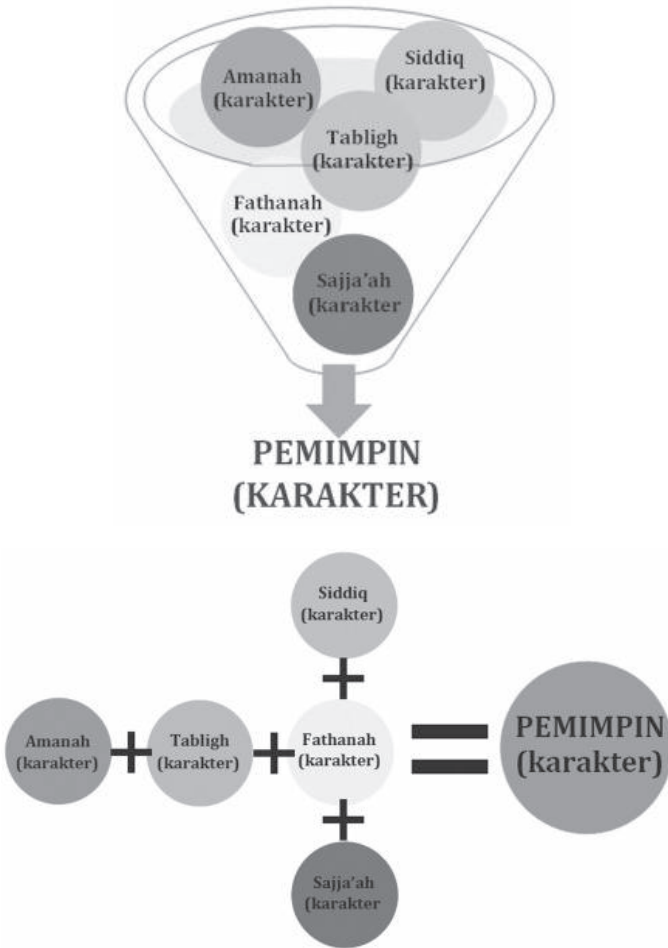 Amanah
(karakter)
Siddiq
(karakter)
Tabligh
(karakter)
Fathanah
(karakter)
Sajja'ah
(karakter
PEMIMPIN
(KARAKTER)
Siddiq
(karakter)
Amanah
(karakter)
Tabligh
(karakter)
Fathanah
(karakter)
PEMIMPIN
(karakter)
Sajja'ah
(karakter